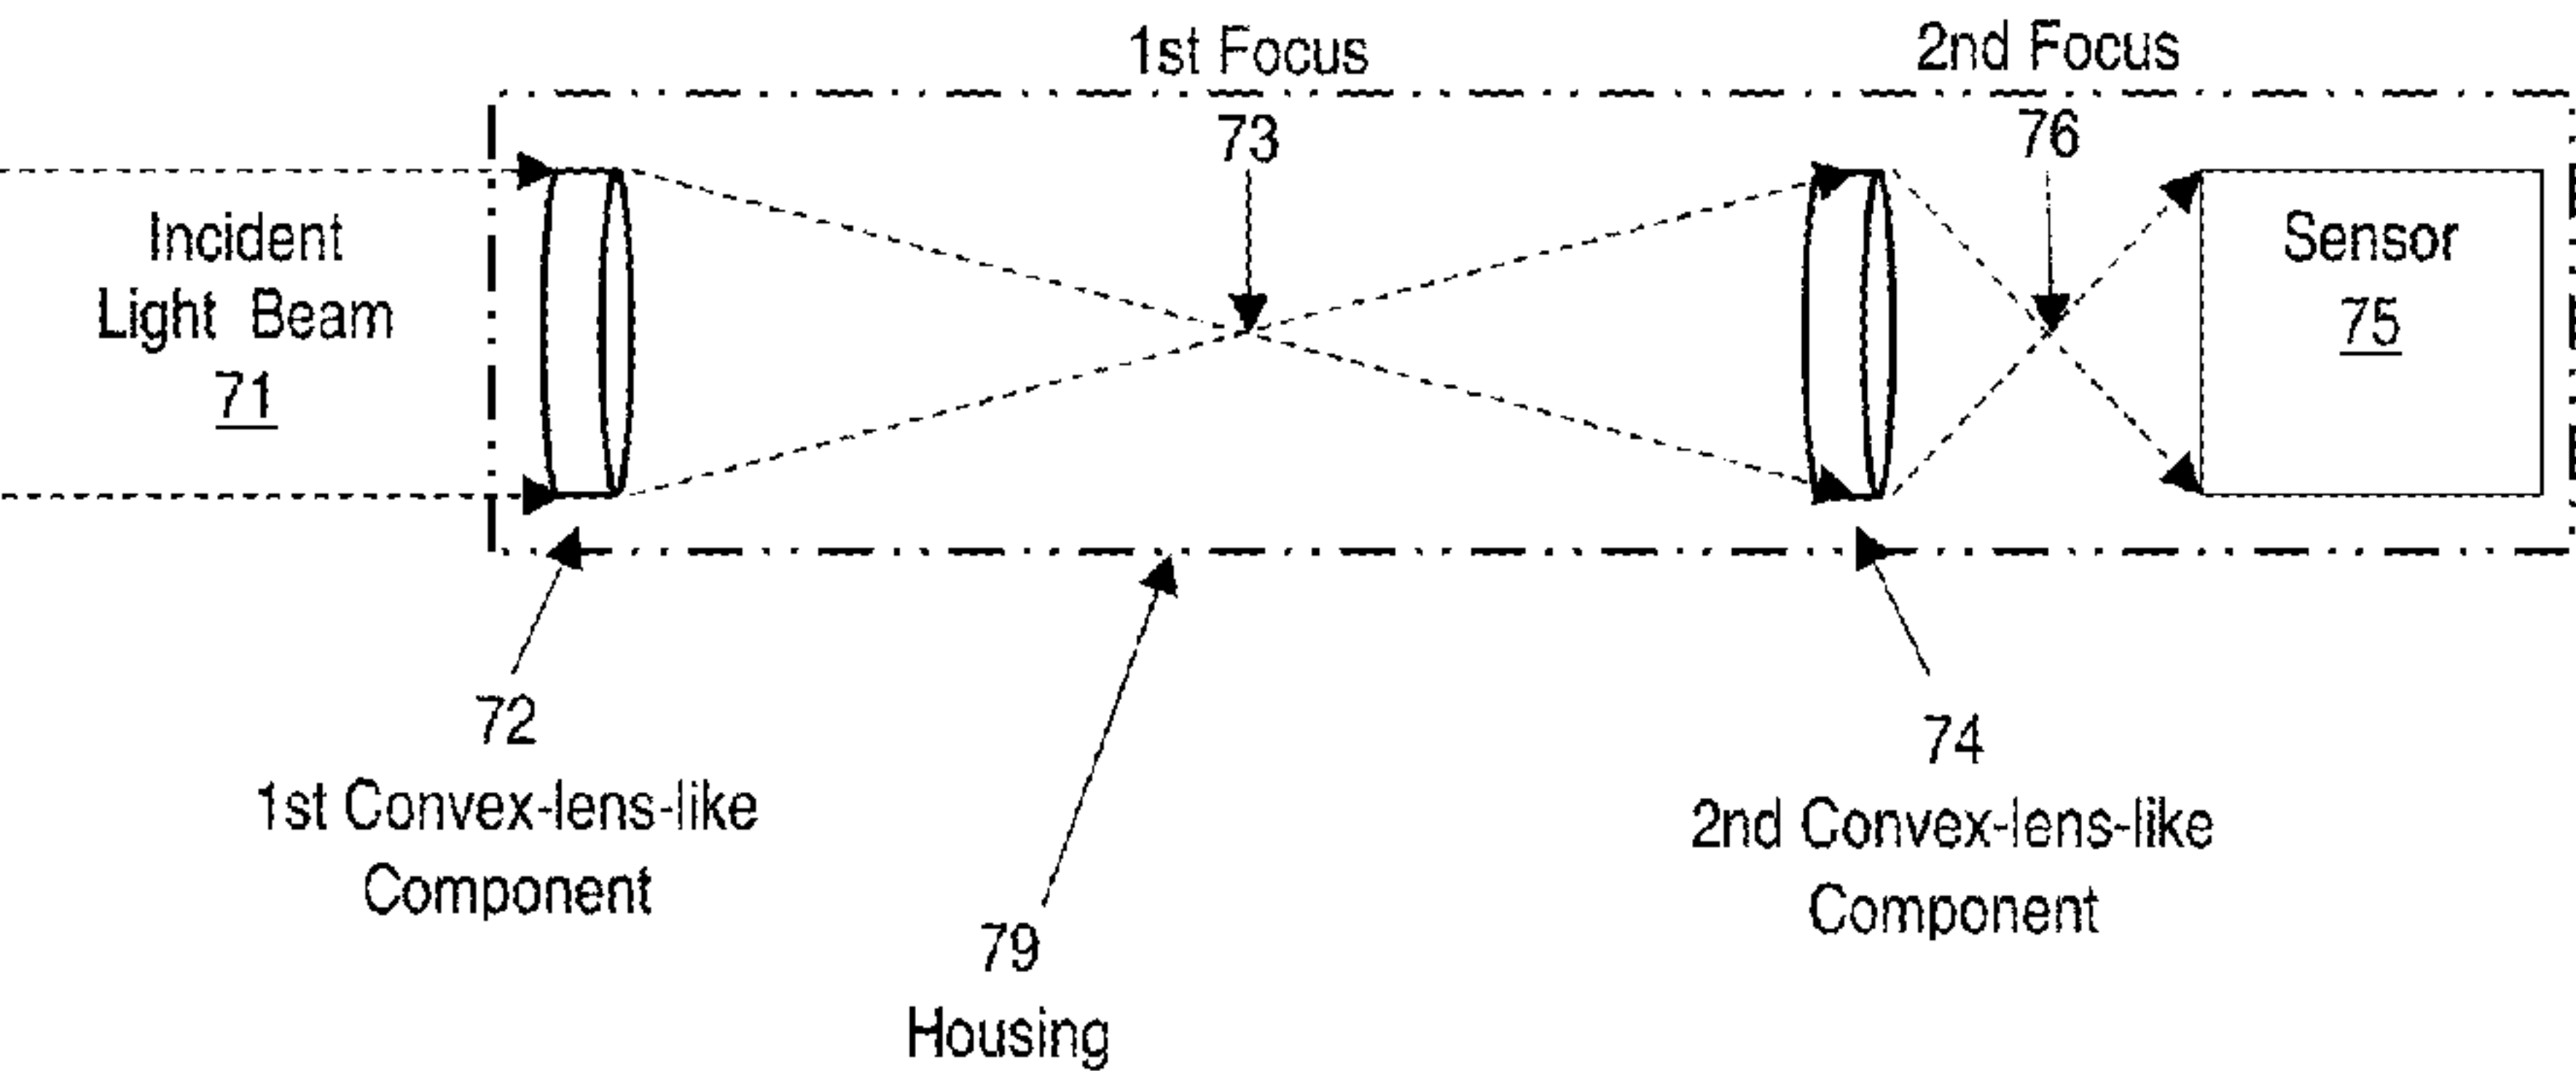 1st Focus
2nd Focus
73
76
Incident
Light Beam
71
Sensor
75
72
1st Convex-lens-like
Component
74
2nd Convex-lens-like
Component
79
Housing